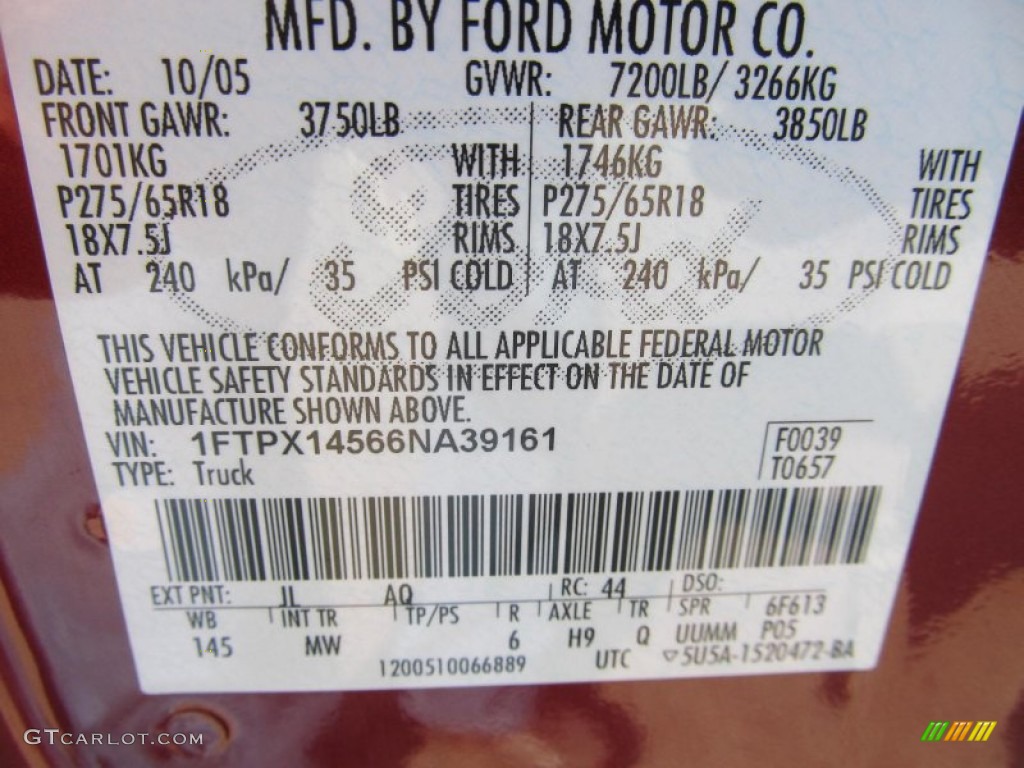 MFD. BY FORD MOTOR CO.
DATE: 10/05 GVWR: 7200LB/ 3266KG
FRONT GAWR: 3750LB REAR GAWR: 3850LB
1701KG WITH 1746KG WITH
P275/65R18 TIRES P275/65R18 TIRES
18X7.5J RIMS 18X7.5J RIMS
AT 240 kPa/ 35 PSI COLD AT 240 kPa/ 35 PSI COLD
THIS VEHICLE CONFORMS TO ALL APPLICABLE FEDERAL MOTOR
VEHICLE SAFETY STANDARDS IN EFFECT ON THE DATE OF
MANUFACTURE SHOWN ABOVE.
VIN: 1FTPX14566NA39161 F0039
TYPE: Truck T0657
EXT PNT: JL AQ RC: 44 DSO:
WB INT TR TP/PS R AXLE TR SPR 6F613
145 MW 6 H9 Q UUMM P05
1200510066889 UTC ▽5U5A-1520472-BA
GTCARLOT.COM